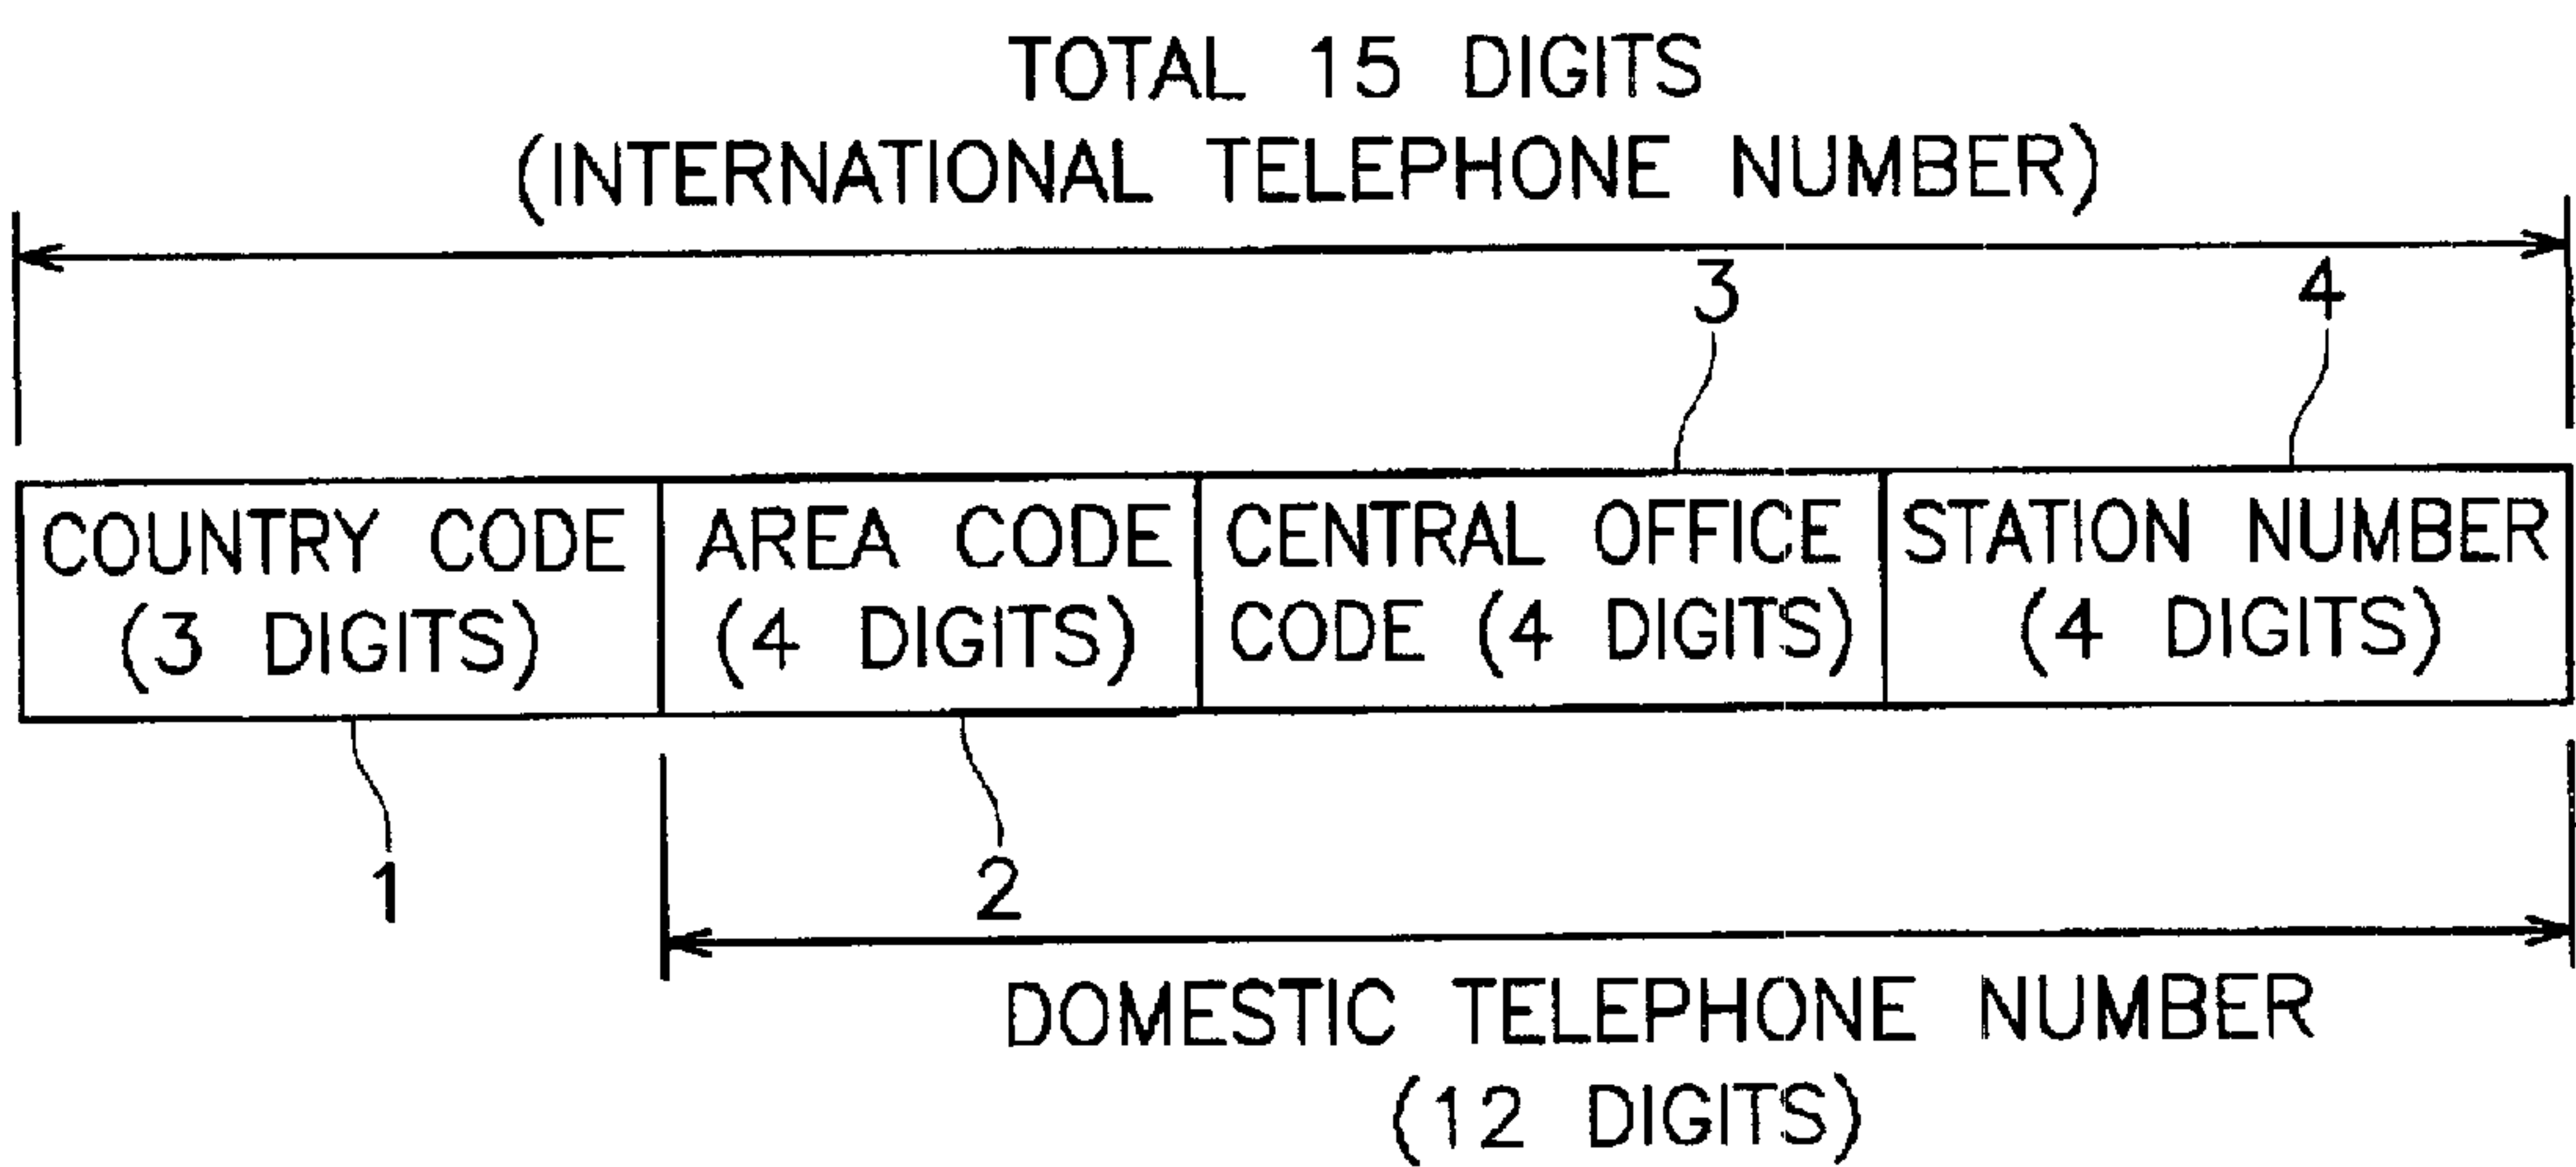 TOTAL 15 DIGITS
(INTERNATIONAL TELEPHONE NUMBER)
3
4
COUNTRY CODE
(3 DIGITS)
AREA CODE
(4 DIGITS)
CENTRAL OFFICE
CODE (4 DIGITS)
STATION NUMBER
(4 DIGITS)
1
2
DOMESTIC TELEPHONE NUMBER
(12 DIGITS)